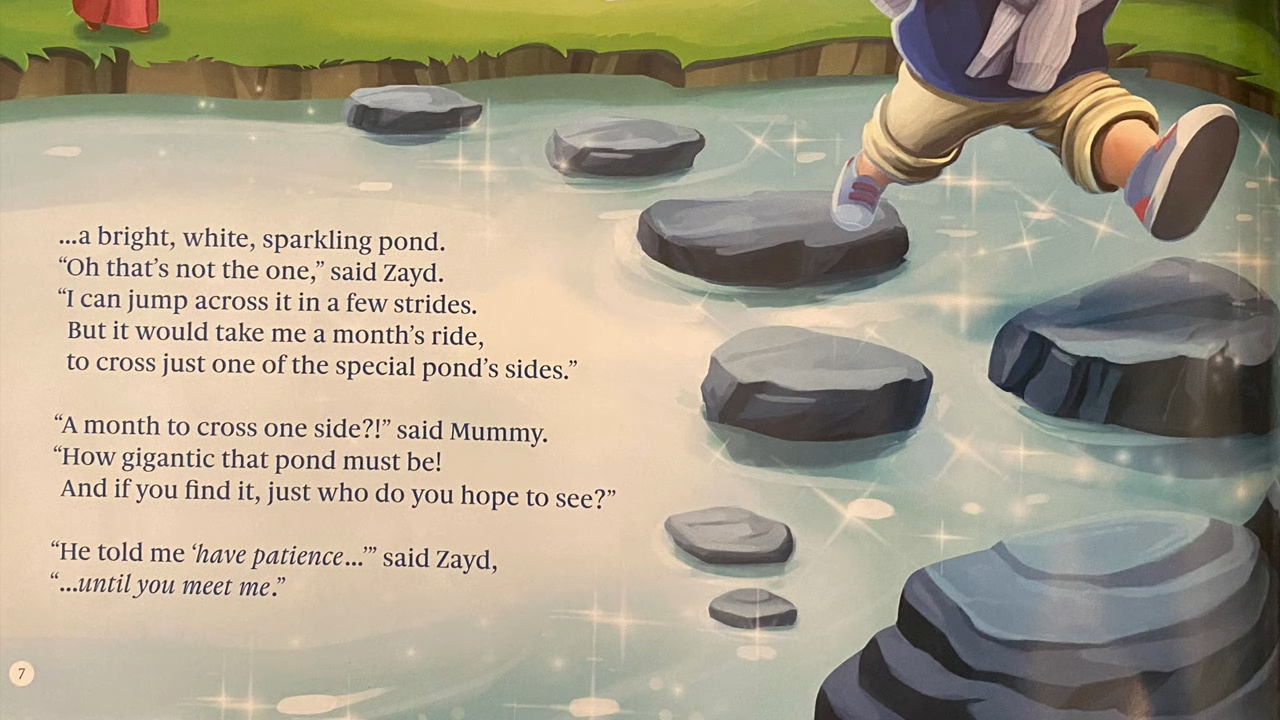 ...a bright, white, sparkling pond.
“Oh that’s not the one,” said Zayd.
“I can jump across it in a few strides.
But it would take me a month’s ride,
to cross just one of the special pond’s sides.”
“A month to cross one side?!” said Mummy.
“How gigantic that pond must be!
And if you find it, just who do you hope to see?”
“He told me ‘have patience...’” said Zayd,
“...until you meet me.”
7